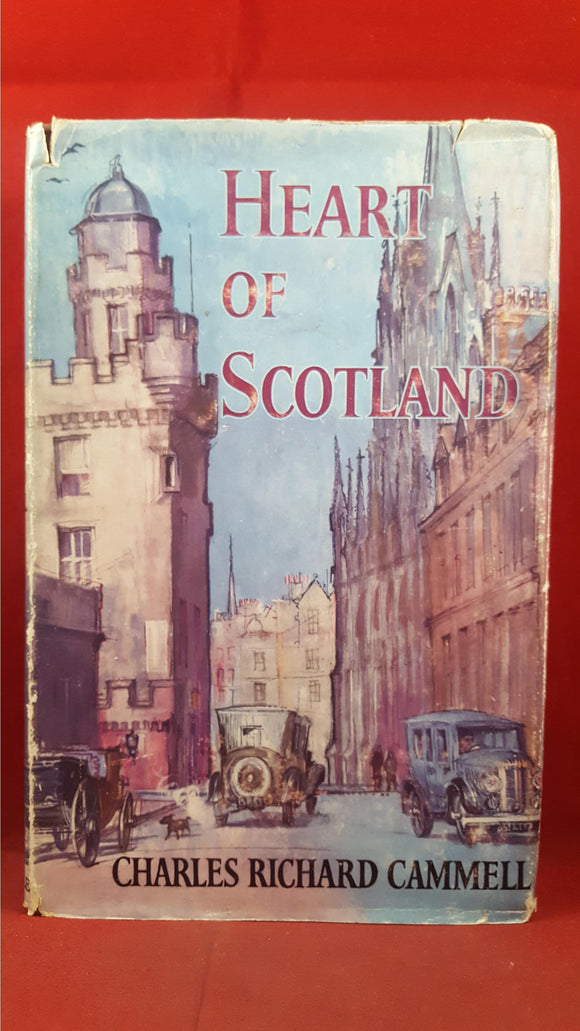 HEART
OF
SCOTLAND
CHARLES RICHARD CAMMELL